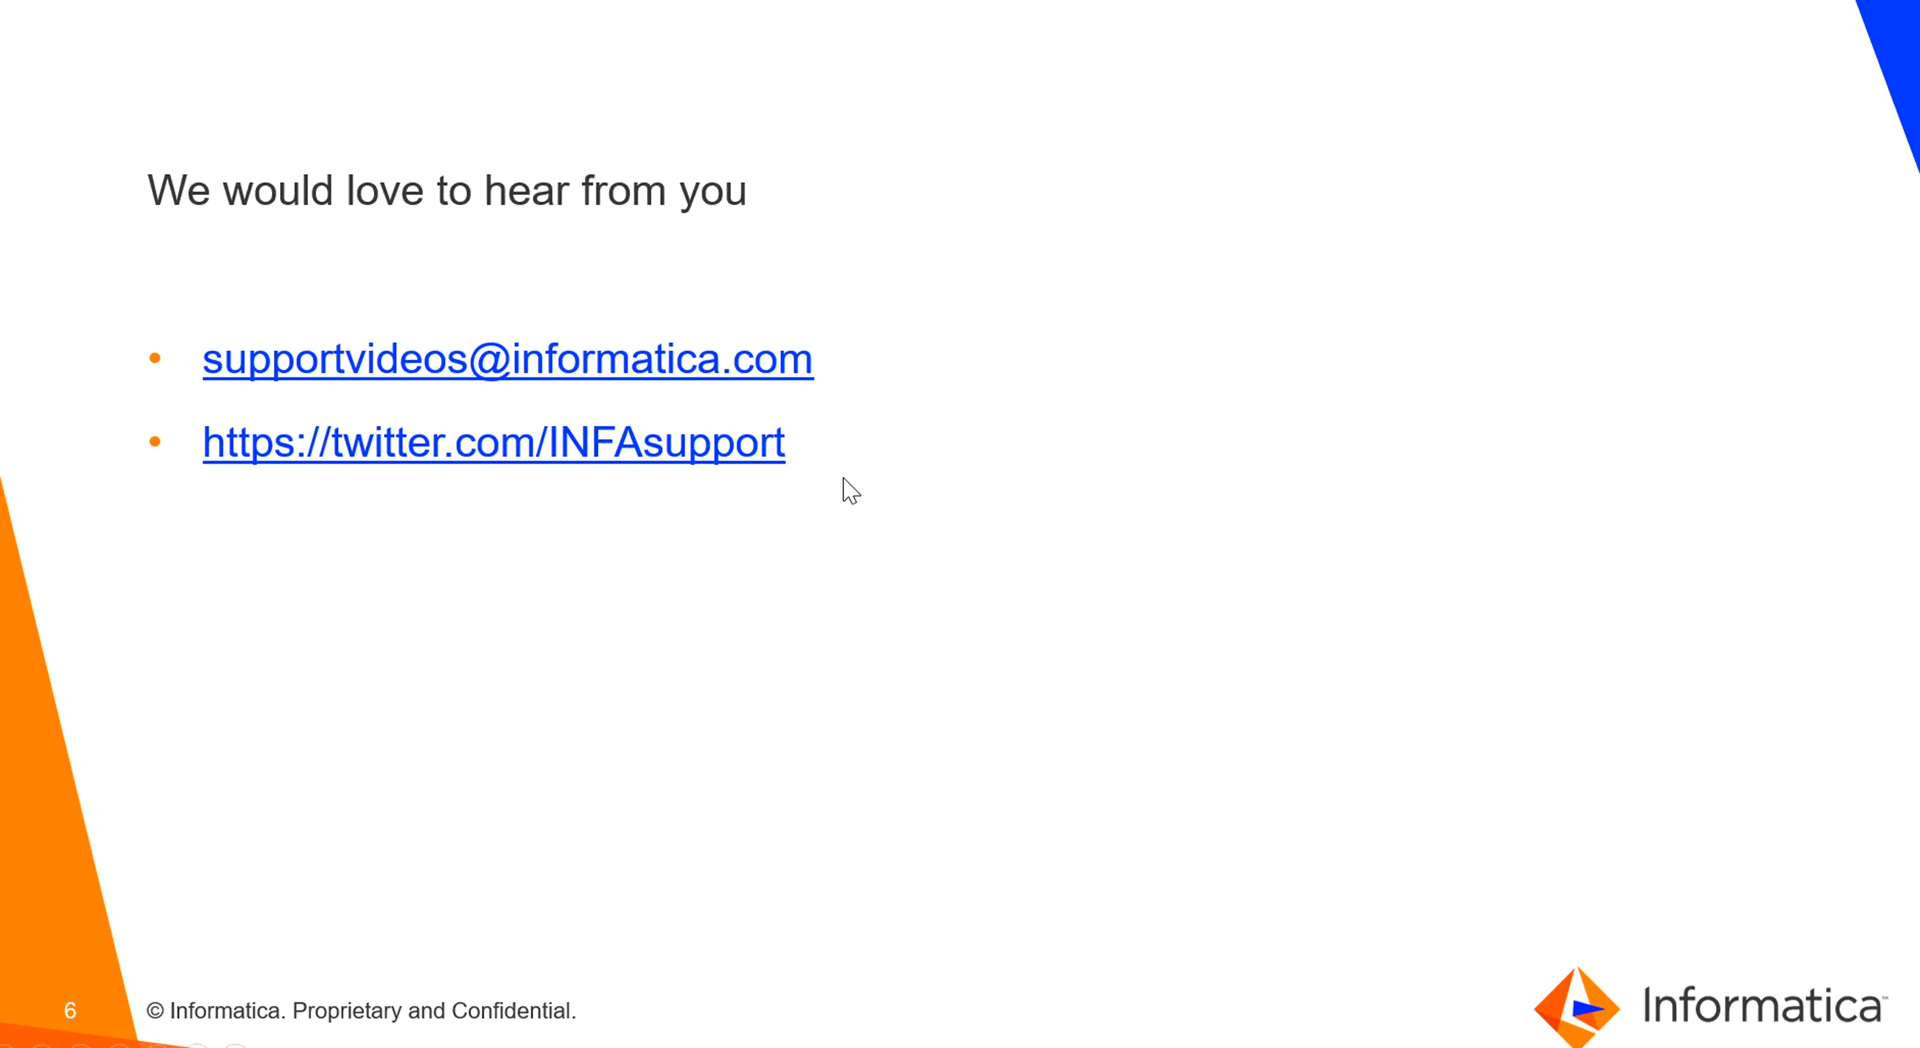 We would love to hear from you
• supportvideos@informatica.com
• https://twitter.com/INFAsupport
6
© Informatica. Proprietary and Confidential.
Informatica™